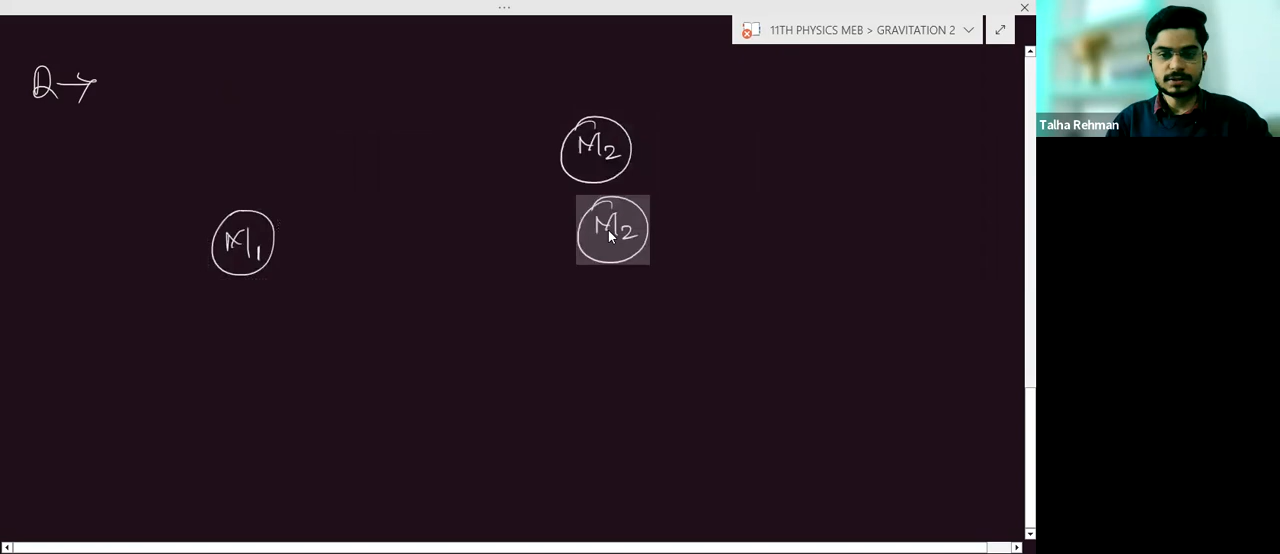 ...
11TH PHYSICS MEB > GRAVITATION 2
Q→
Talha Rehman
M₂
M₂
M₁